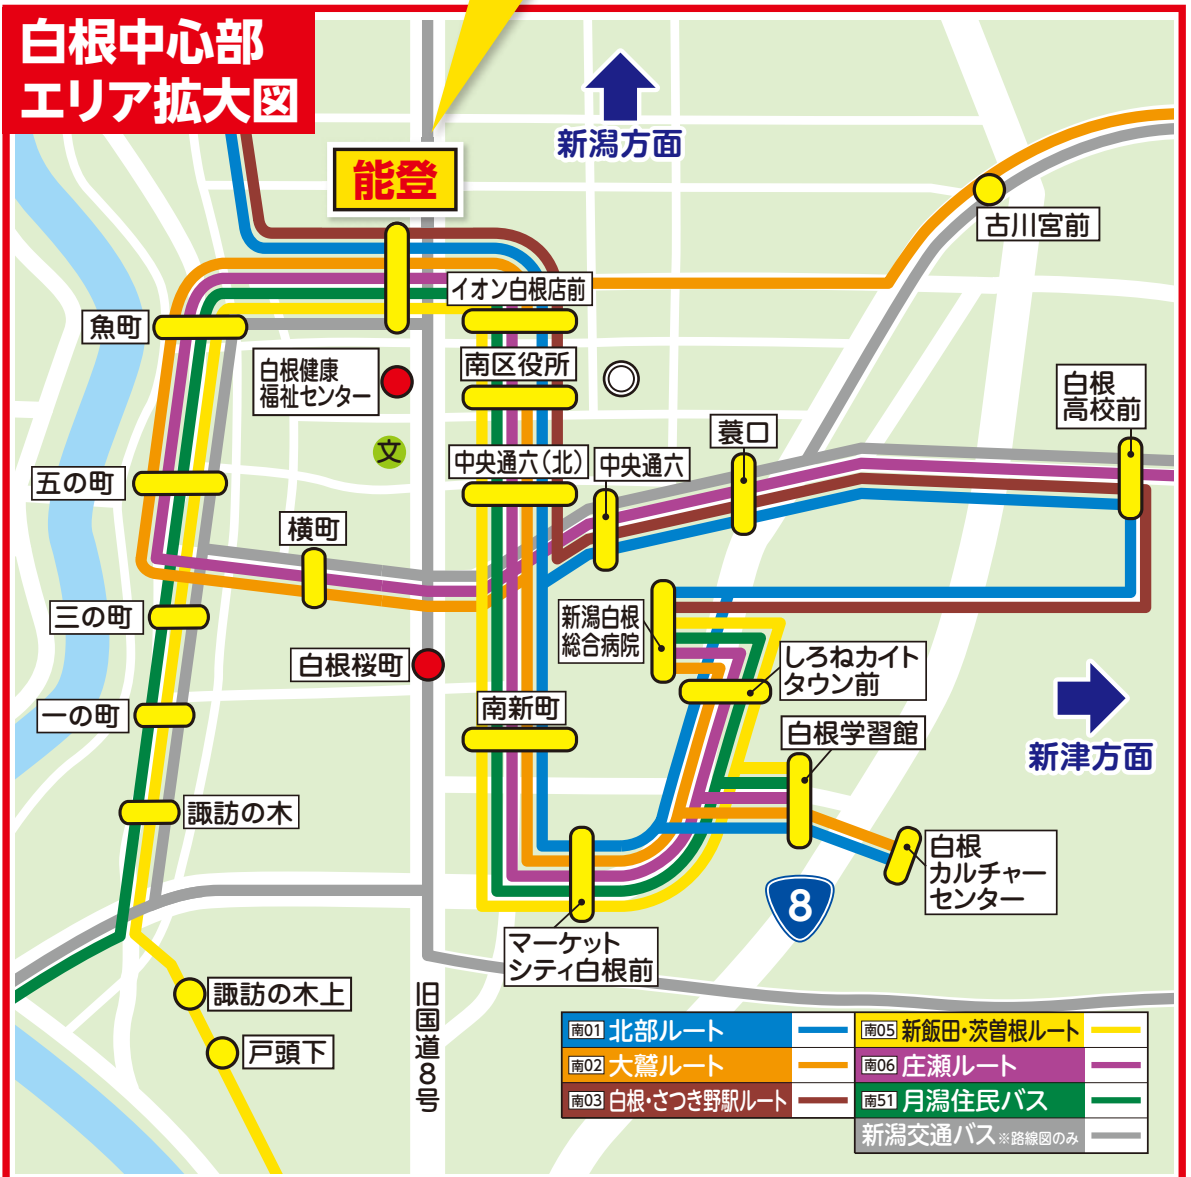 白根中心部
エリア拡大図
新潟方面
能登
古川宮前
イオン白根店前
魚町
白根健康
福祉センター
南区役所
白根
高校前
文
蓑口
五の町
中央通六(北)
中央通六
横町
三の町
新潟白根
総合病院
白根桜町
しろねカイト
タウン前
一の町
南新町
白根学習館
新津方面
諏訪の木
白根
カルチャー
センター
8
マーケット
シティ白根前
諏訪の木上
旧国道8号
戸頭下
南01 北部ルート
南02 大鷲ルート
南03 白根・さつき野駅ルート
南05 新飯田・茨曽根ルート
南06 庄瀬ルート
南51 月潟住民バス
新潟交通バス※路線図のみ